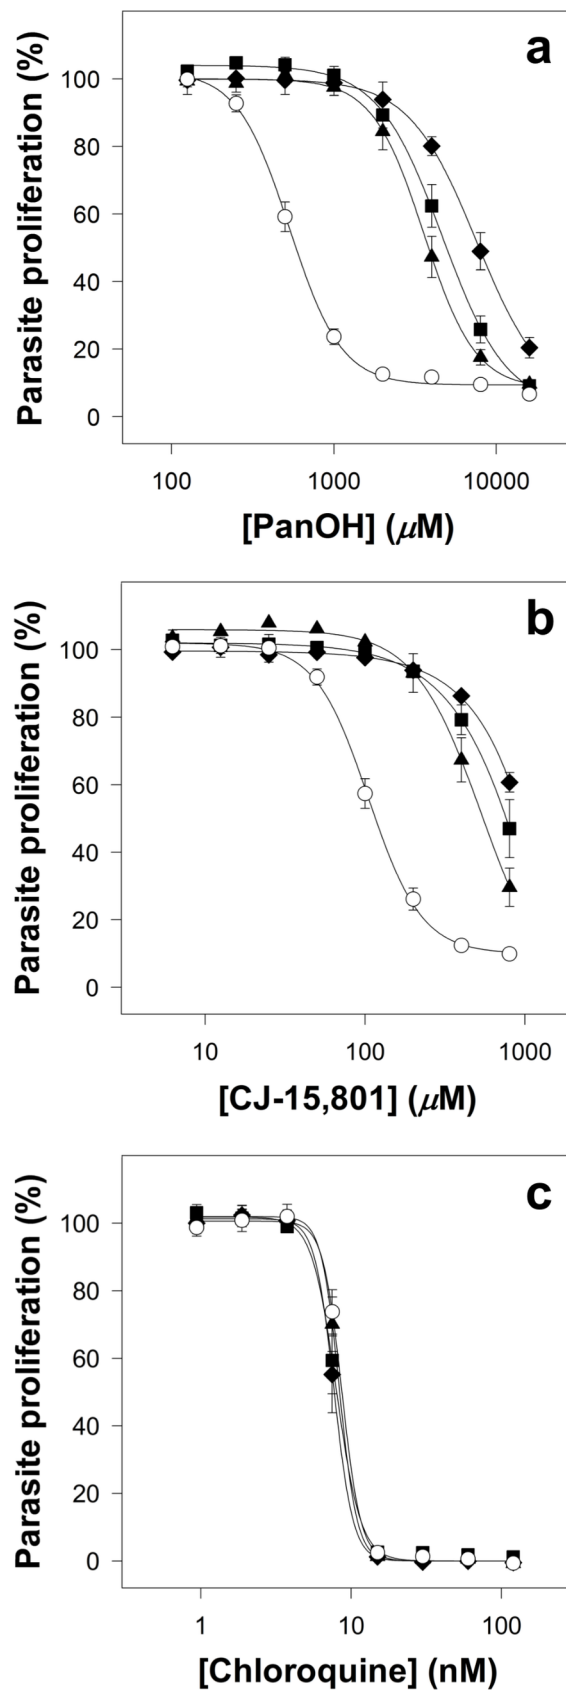 a
Parasite proliferation (%)
100
80
60
40
20
0
100 1000 10000
[PanOH] (μM)
b
Parasite proliferation (%)
100
80
60
40
20
0
10 100 1000
[CJ-15,801] (μM)
c
Parasite proliferation (%)
100
80
60
40
20
0
1 10 100
[Chloroquine] (nM)